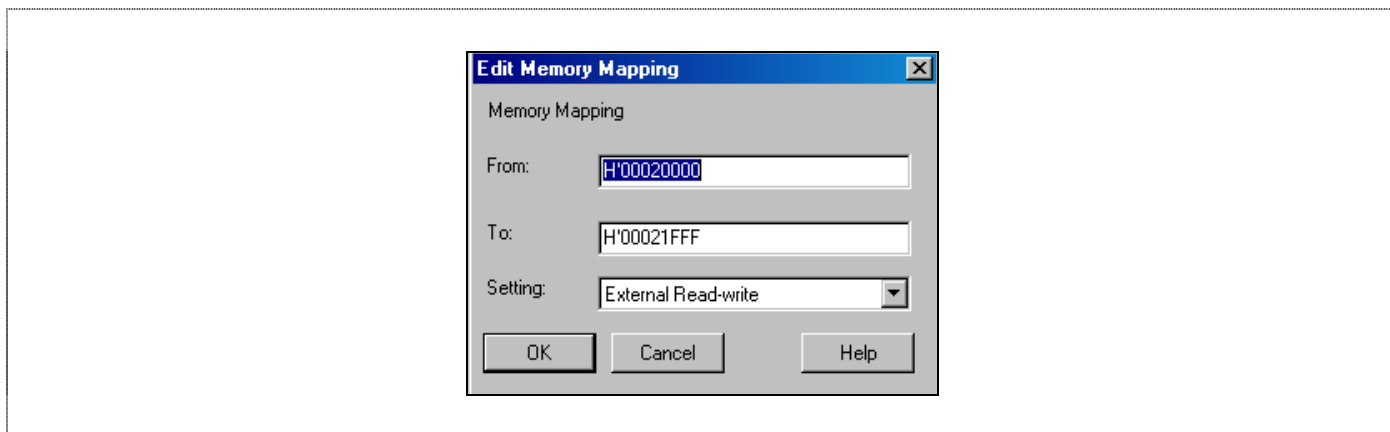 Edit Memory Mapping
Memory Mapping
From: H'00020000
To: H'00021FFF
Setting: External Read-write
OK Cancel Help